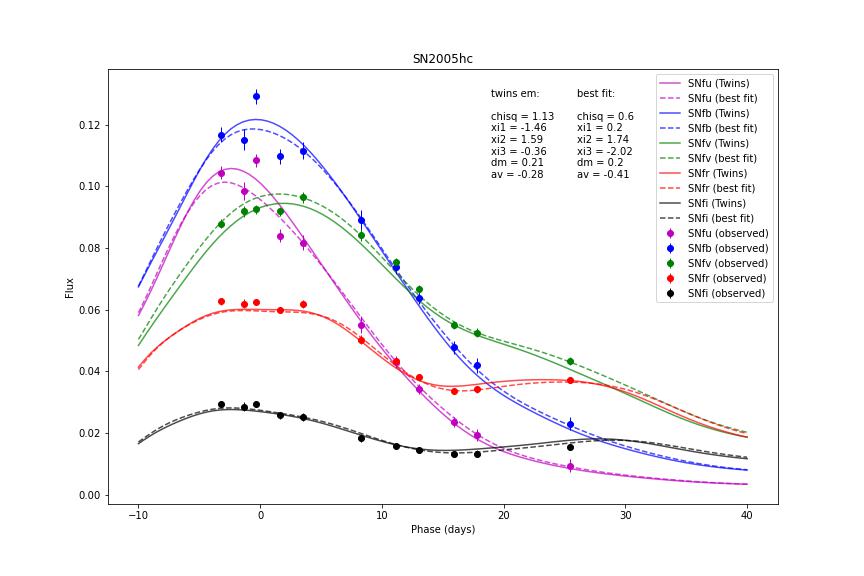 SN2005hc
twins em:
chisq = 1.13
xi1 = -1.46
xi2 = 1.59
xi3 = -0.36
dm = 0.21
av = -0.28
best fit:
chisq = 0.6
xi1 = 0.2
xi2 = 1.74
xi3 = -2.02
dm = 0.2
av = -0.41
SNfu (Twins)
SNfu (best fit)
SNfb (Twins)
SNfb (best fit)
SNfv (Twins)
SNfv (best fit)
SNfr (Twins)
SNfr (best fit)
SNfi (Twins)
SNfi (best fit)
SNfu (observed)
SNfb (observed)
SNfv (observed)
SNfr (observed)
SNfi (observed)
Flux
0.12
0.10
0.08
0.06
0.04
0.02
0.00
−10
0
10
20
30
40
Phase (days)